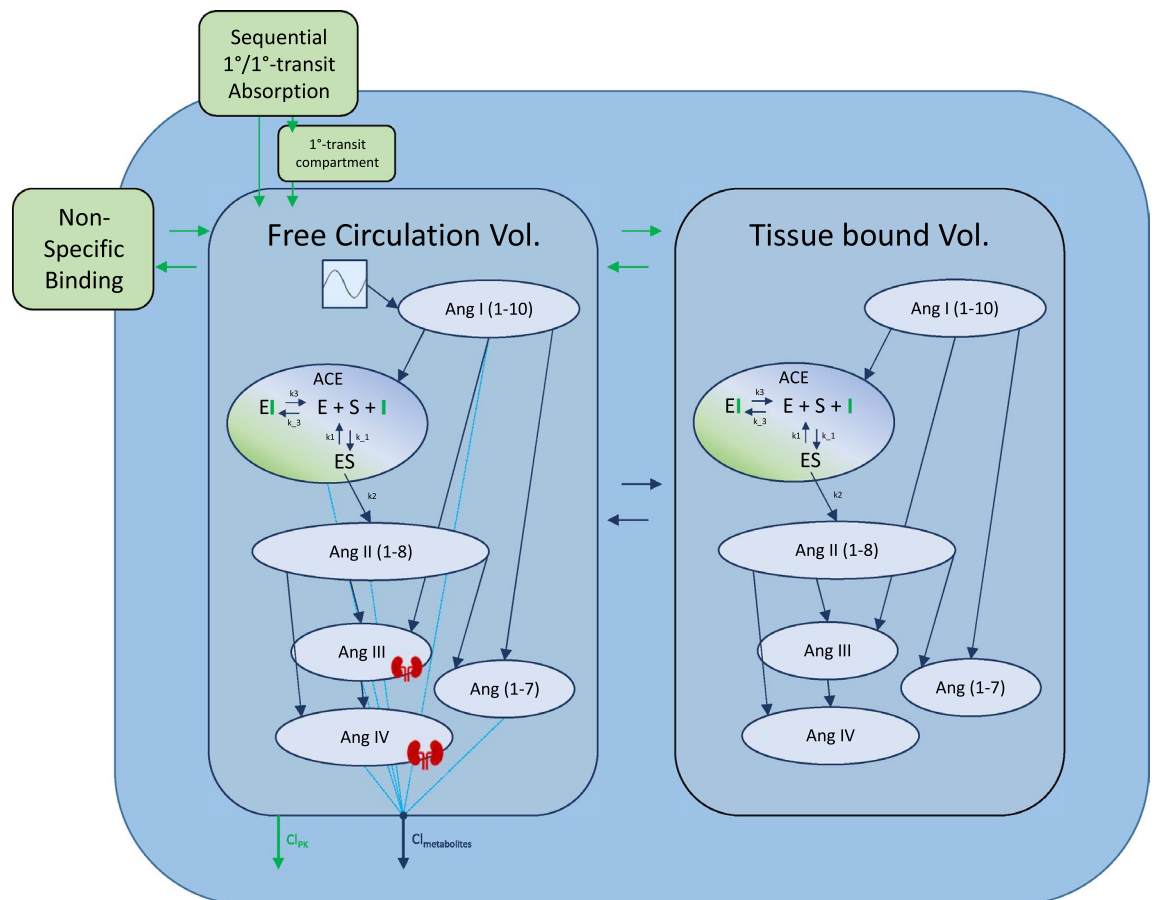 Sequential
1°/1°-transit
Absorption
1°-transit
compartment
Non-
Specific
Binding
Free Circulation Vol.
Ang I (1-10)
ACE
EI k3 k_3 E + S + I
k1 k_1
ES
k2
Ang II (1-8)
Ang III
Ang (1-7)
Ang IV
Cl_PK
Cl_metabolites
Tissue bound Vol.
Ang I (1-10)
ACE
EI k3 k_3 E + S + I
k1 k_1
ES
k2
Ang II (1-8)
Ang III
Ang (1-7)
Ang IV